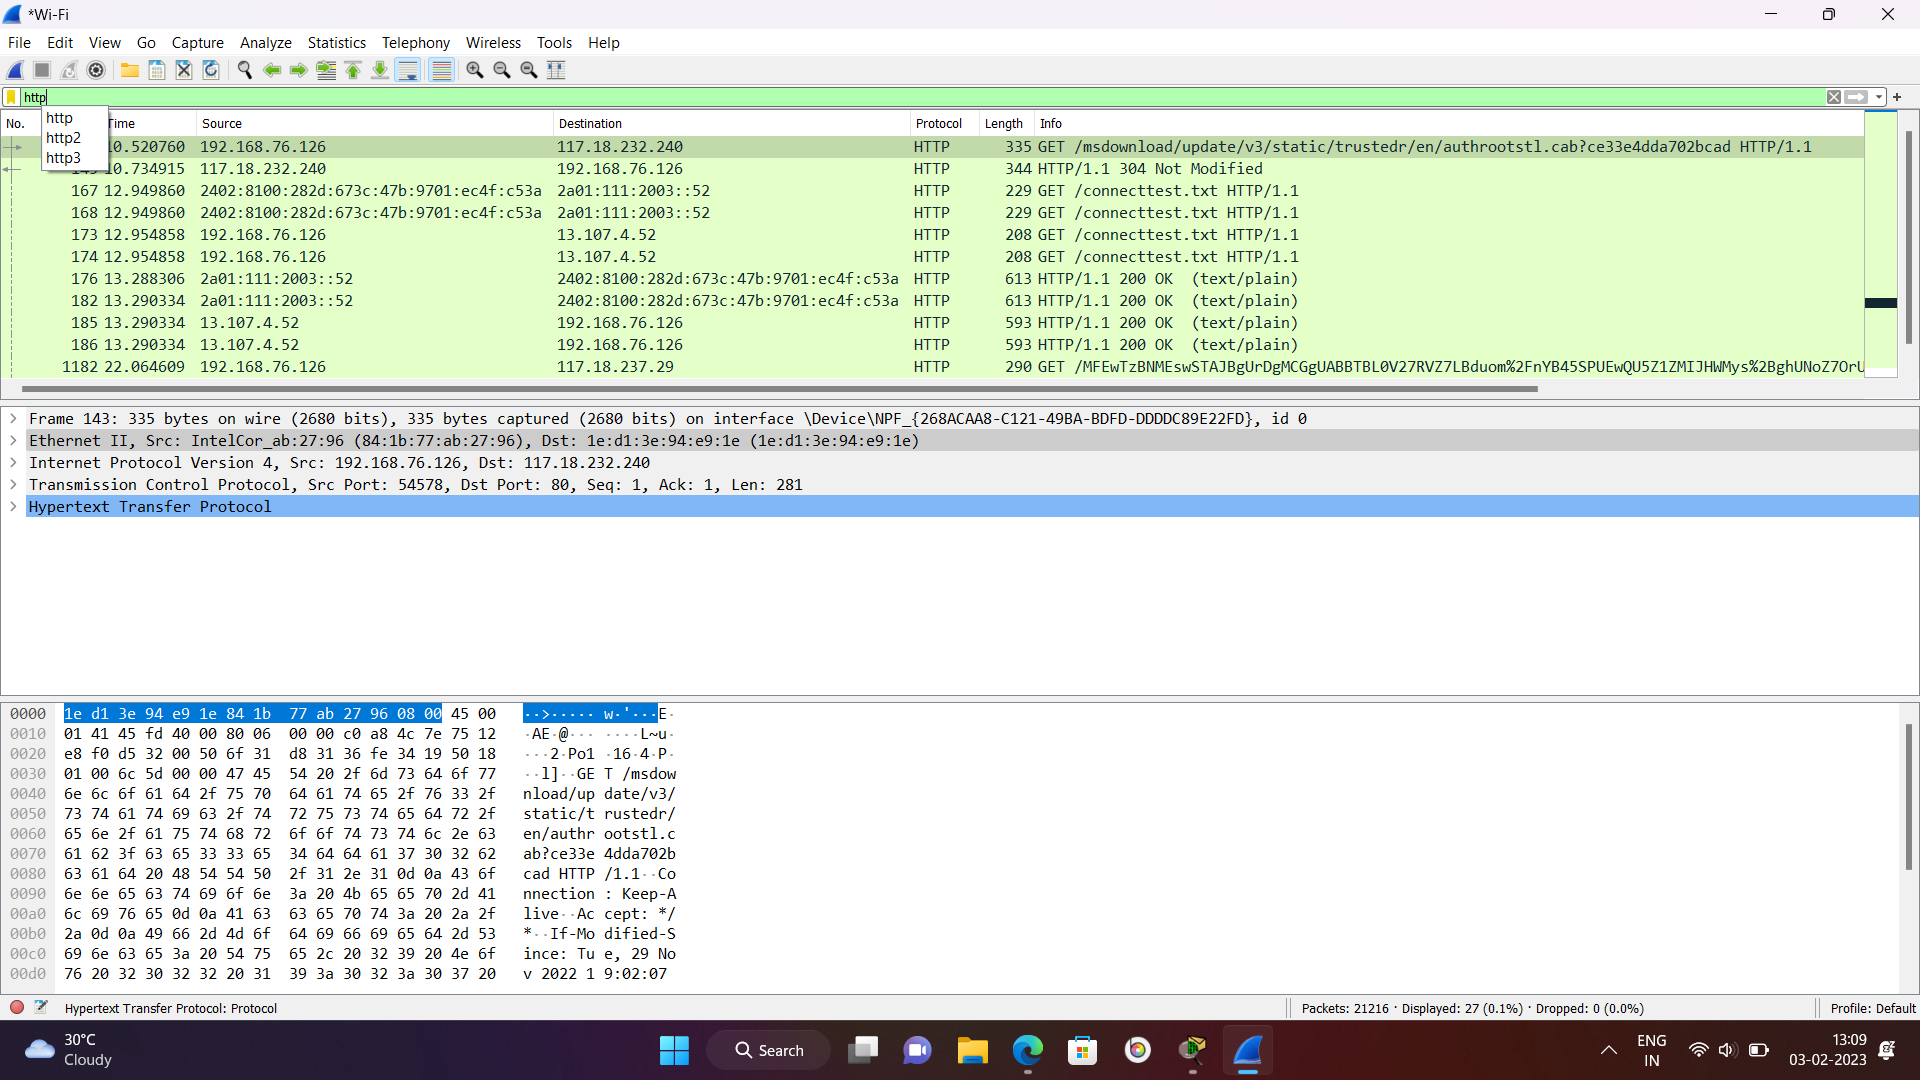 *Wi-Fi
File Edit View Go Capture Analyze Statistics Telephony Wireless Tools Help
http
http
http2
http3
No. Time Source Destination Protocol Length Info
10.520760 192.168.76.126 117.18.232.240 HTTP 335 GET /msdownload/update/v3/static/trustedr/en/authrootstl.cab?ce33e4dda702bcad HTTP/1.1
10.734915 117.18.232.240 192.168.76.126 HTTP 344 HTTP/1.1 304 Not Modified
167 12.949860 2402:8100:282d:673c:47b:9701:ec4f:c53a 2a01:111:2003::52 HTTP 229 GET /connecttest.txt HTTP/1.1
168 12.949860 2402:8100:282d:673c:47b:9701:ec4f:c53a 2a01:111:2003::52 HTTP 229 GET /connecttest.txt HTTP/1.1
173 12.954858 192.168.76.126 13.107.4.52 HTTP 208 GET /connecttest.txt HTTP/1.1
174 12.954858 192.168.76.126 13.107.4.52 HTTP 208 GET /connecttest.txt HTTP/1.1
176 13.288306 2a01:111:2003::52 2402:8100:282d:673c:47b:9701:ec4f:c53a HTTP 613 HTTP/1.1 200 OK (text/plain)
182 13.290334 2a01:111:2003::52 2402:8100:282d:673c:47b:9701:ec4f:c53a HTTP 613 HTTP/1.1 200 OK (text/plain)
185 13.290334 13.107.4.52 192.168.76.126 HTTP 593 HTTP/1.1 200 OK (text/plain)
186 13.290334 13.107.4.52 192.168.76.126 HTTP 593 HTTP/1.1 200 OK (text/plain)
1182 22.064609 192.168.76.126 117.18.237.29 HTTP 290 GET /MFEwTzBNMEswSTAJBgUrDgMCGgUABBTBL0V27RVZ7LBduom%2FnYB45SPUEwQU5Z1ZMIJHWMys%2BghUNoZ7OrU
Frame 143: 335 bytes on wire (2680 bits), 335 bytes captured (2680 bits) on interface \Device\NPF_{268ACAA8-C121-49BA-BDFD-DDDDC89E22FD}, id 0
Ethernet II, Src: IntelCor_ab:27:96 (84:1b:77:ab:27:96), Dst: 1e:d1:3e:94:e9:1e (1e:d1:3e:94:e9:1e)
Internet Protocol Version 4, Src: 192.168.76.126, Dst: 117.18.232.240
Transmission Control Protocol, Src Port: 54578, Dst Port: 80, Seq: 1, Ack: 1, Len: 281
Hypertext Transfer Protocol
0000 1e d1 3e 94 e9 1e 84 1b 77 ab 27 96 08 00 45 00 ··>····· w·'···E·
0010 01 41 45 fd 40 00 80 06 00 00 c0 a8 4c 7e 75 12 ·AE·@··· ····L~u·
0020 e8 f0 d5 32 00 50 6f 31 d8 31 36 fe 34 19 50 18 ···2·Po1 ·16·4·P·
0030 01 00 6c 5d 00 00 47 45 54 20 2f 6d 73 64 6f 77 ··l]··GE T /msdow
0040 6e 6c 6f 61 64 2f 75 70 64 61 74 65 2f 76 33 2f nload/up date/v3/
0050 73 74 61 74 69 63 2f 74 72 75 73 74 65 64 72 2f static/t rustedr/
0060 65 6e 2f 61 75 74 68 72 6f 6f 74 73 74 6c 2e 63 en/authr ootstl.c
0070 61 62 3f 63 65 33 33 65 34 64 64 61 37 30 32 62 ab?ce33e 4dda702b
0080 63 61 64 20 48 54 54 50 2f 31 2e 31 0d 0a 43 6f cad HTTP /1.1··Co
0090 6e 6e 65 63 74 69 6f 6e 3a 20 4b 65 65 70 2d 41 nnection : Keep-A
00a0 6c 69 76 65 0d 0a 41 63 63 65 70 74 3a 20 2a 2f live··Ac cept: */
00b0 2a 0d 0a 49 66 2d 4d 6f 64 69 66 69 65 64 2d 53 *··If-Mo dified-S
00c0 69 6e 63 65 3a 20 54 75 65 2c 20 32 39 20 4e 6f ince: Tu e, 29 No
00d0 76 20 32 30 32 32 20 31 39 3a 30 32 3a 30 37 20 v 2022 1 9:02:07
Hypertext Transfer Protocol: Protocol Packets: 21216 · Displayed: 27 (0.1%) · Dropped: 0 (0.0%) Profile: Default
30°C
Cloudy
Search
ENG
IN
13:09
03-02-2023